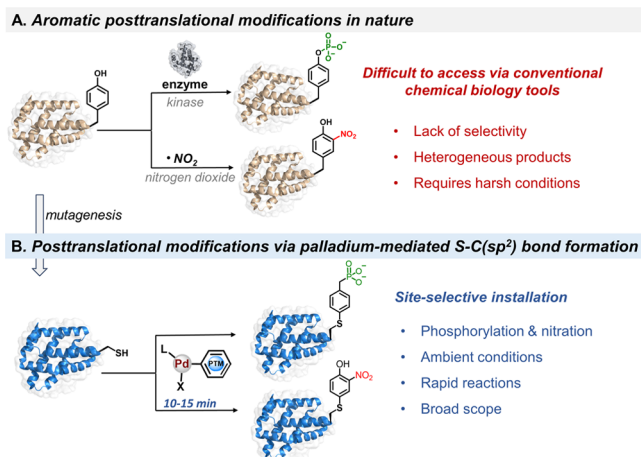 A. Aromatic posttranslational modifications in nature
OH
enzyme
kinase
O
P
O⁻
O
O⁻
Difficult to access via conventional
chemical biology tools
• Lack of selectivity
• Heterogeneous products
• Requires harsh conditions
• NO₂
nitrogen dioxide
OH
NO₂
mutagenesis
B. Posttranslational modifications via palladium-mediated S-C(sp²) bond formation
SH
L
Pd
PTM
X
10-15 min
O
P
O⁻
O⁻
S
OH
NO₂
S
Site-selective installation
• Phosphorylation & nitration
• Ambient conditions
• Rapid reactions
• Broad scope